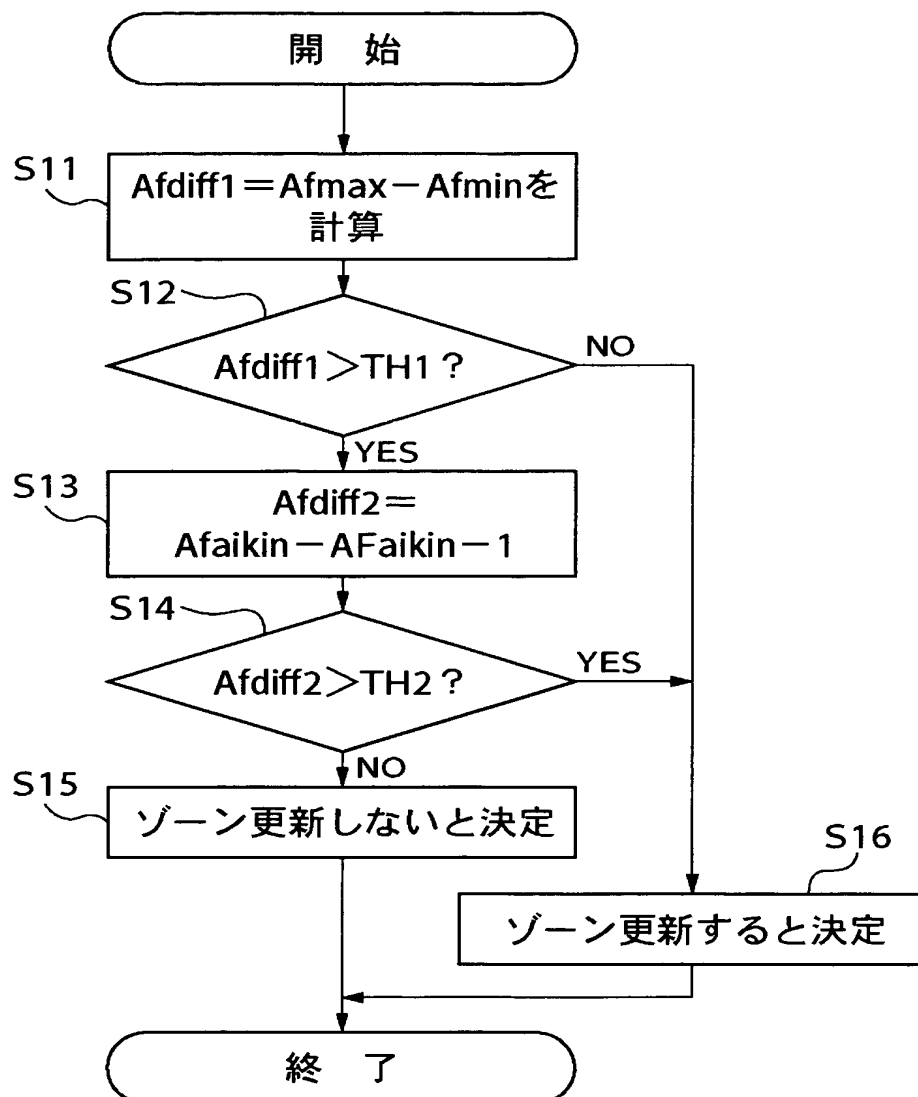 開 始
S11
Afdiff1=Afmax-Afminを
計算
S12
Afdiff1>TH1?
NO
YES
S13
Afdiff2=
Afaikin-AFaikin-1
S14
Afdiff2>TH2?
YES
NO
S15
ゾーン更新しないと決定
S16
ゾーン更新すると決定
終 了